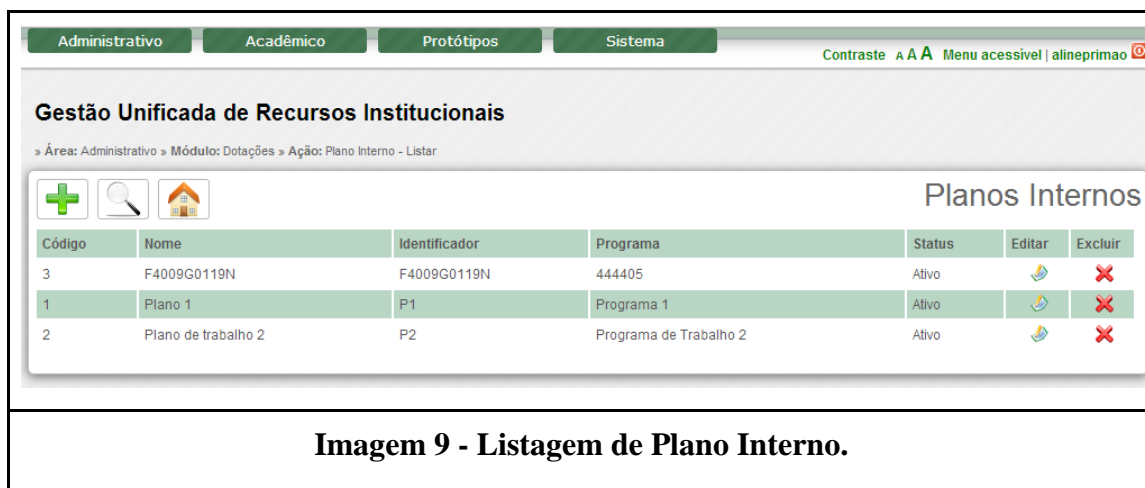 Administrativo Acadêmico Protótipos Sistema
Contraste A A A Menu acessível | alineprimao
Gestão Unificada de Recursos Institucionais
» Área: Administrativo » Módulo: Dotações » Ação: Plano Interno - Listar
Planos Internos
Código Nome Identificador Programa Status Editar Excluir
3 F4009G0119N F4009G0119N 444405 Ativo
1 Plano 1 P1 Programa 1 Ativo
2 Plano de trabalho 2 P2 Programa de Trabalho 2 Ativo
Imagem 9 - Listagem de Plano Interno.